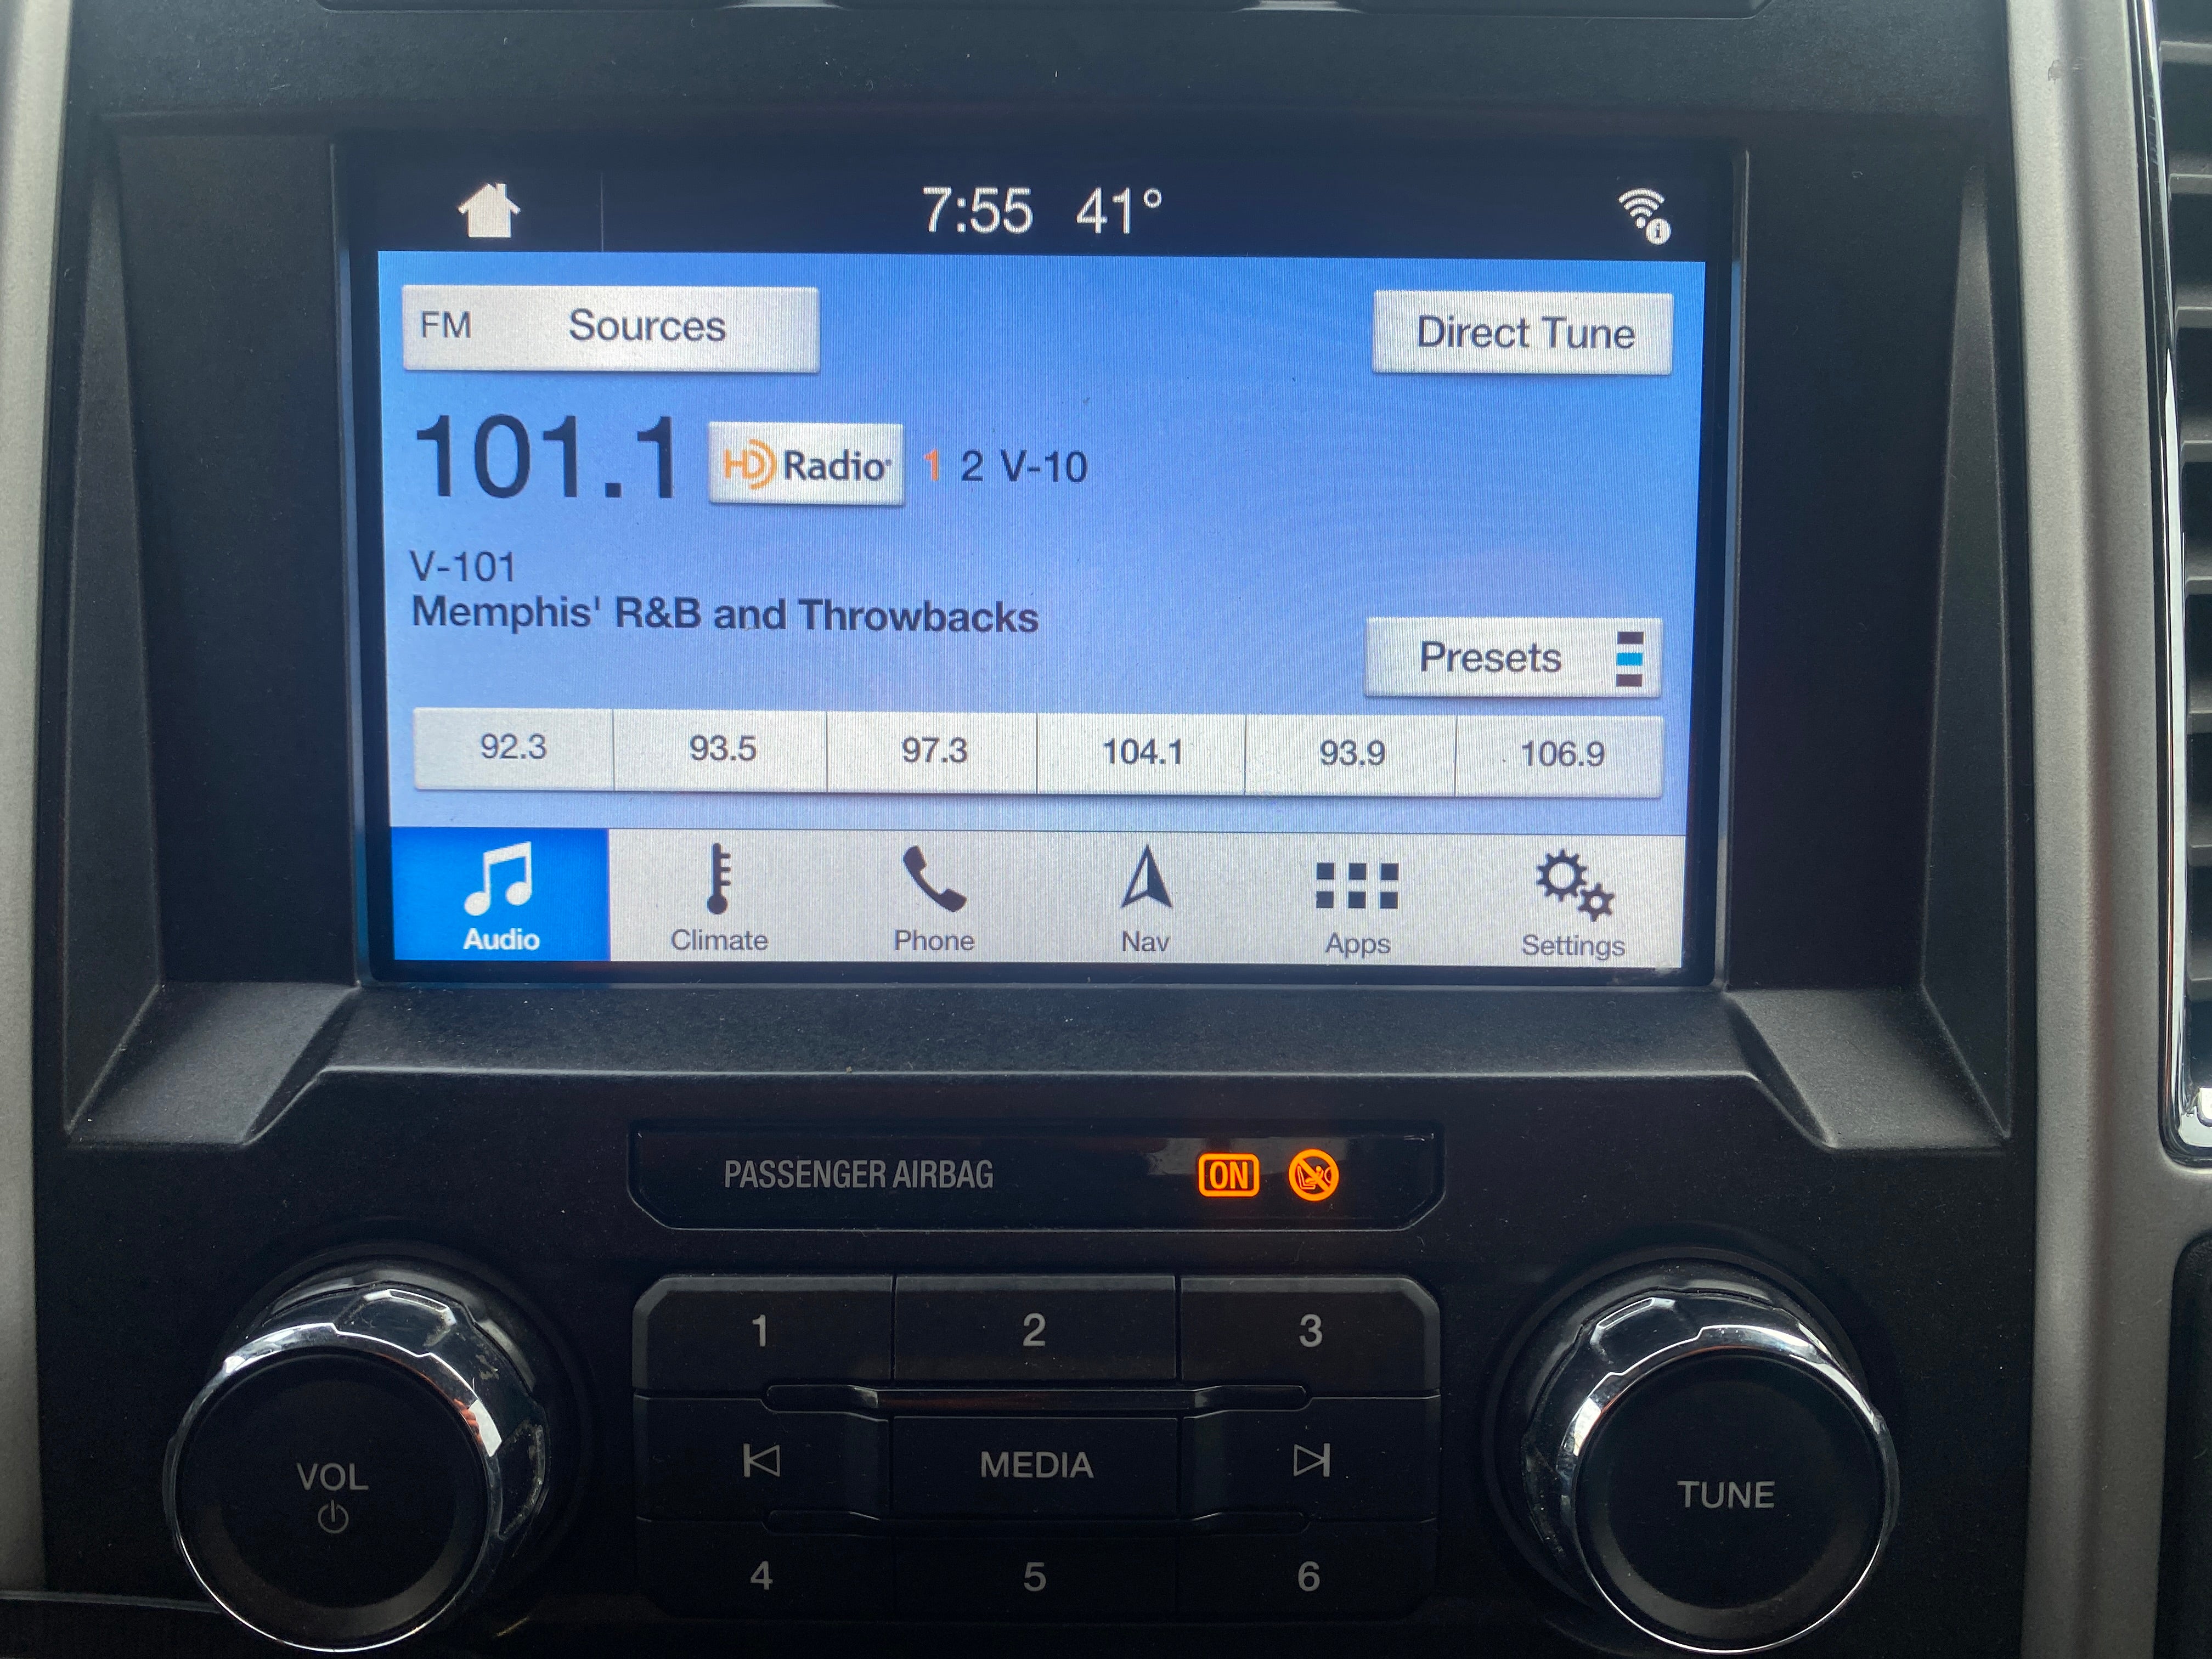 7:55 41°
FM Sources
Direct Tune
101.1 HD Radio 1 2 V-10
V-101
Memphis' R&B and Throwbacks
Presets
92.3 93.5 97.3 104.1 93.9 106.9
Audio Climate Phone Nav Apps Settings
PASSENGER AIRBAG ON
1 2 3
VOL MEDIA TUNE
4 5 6